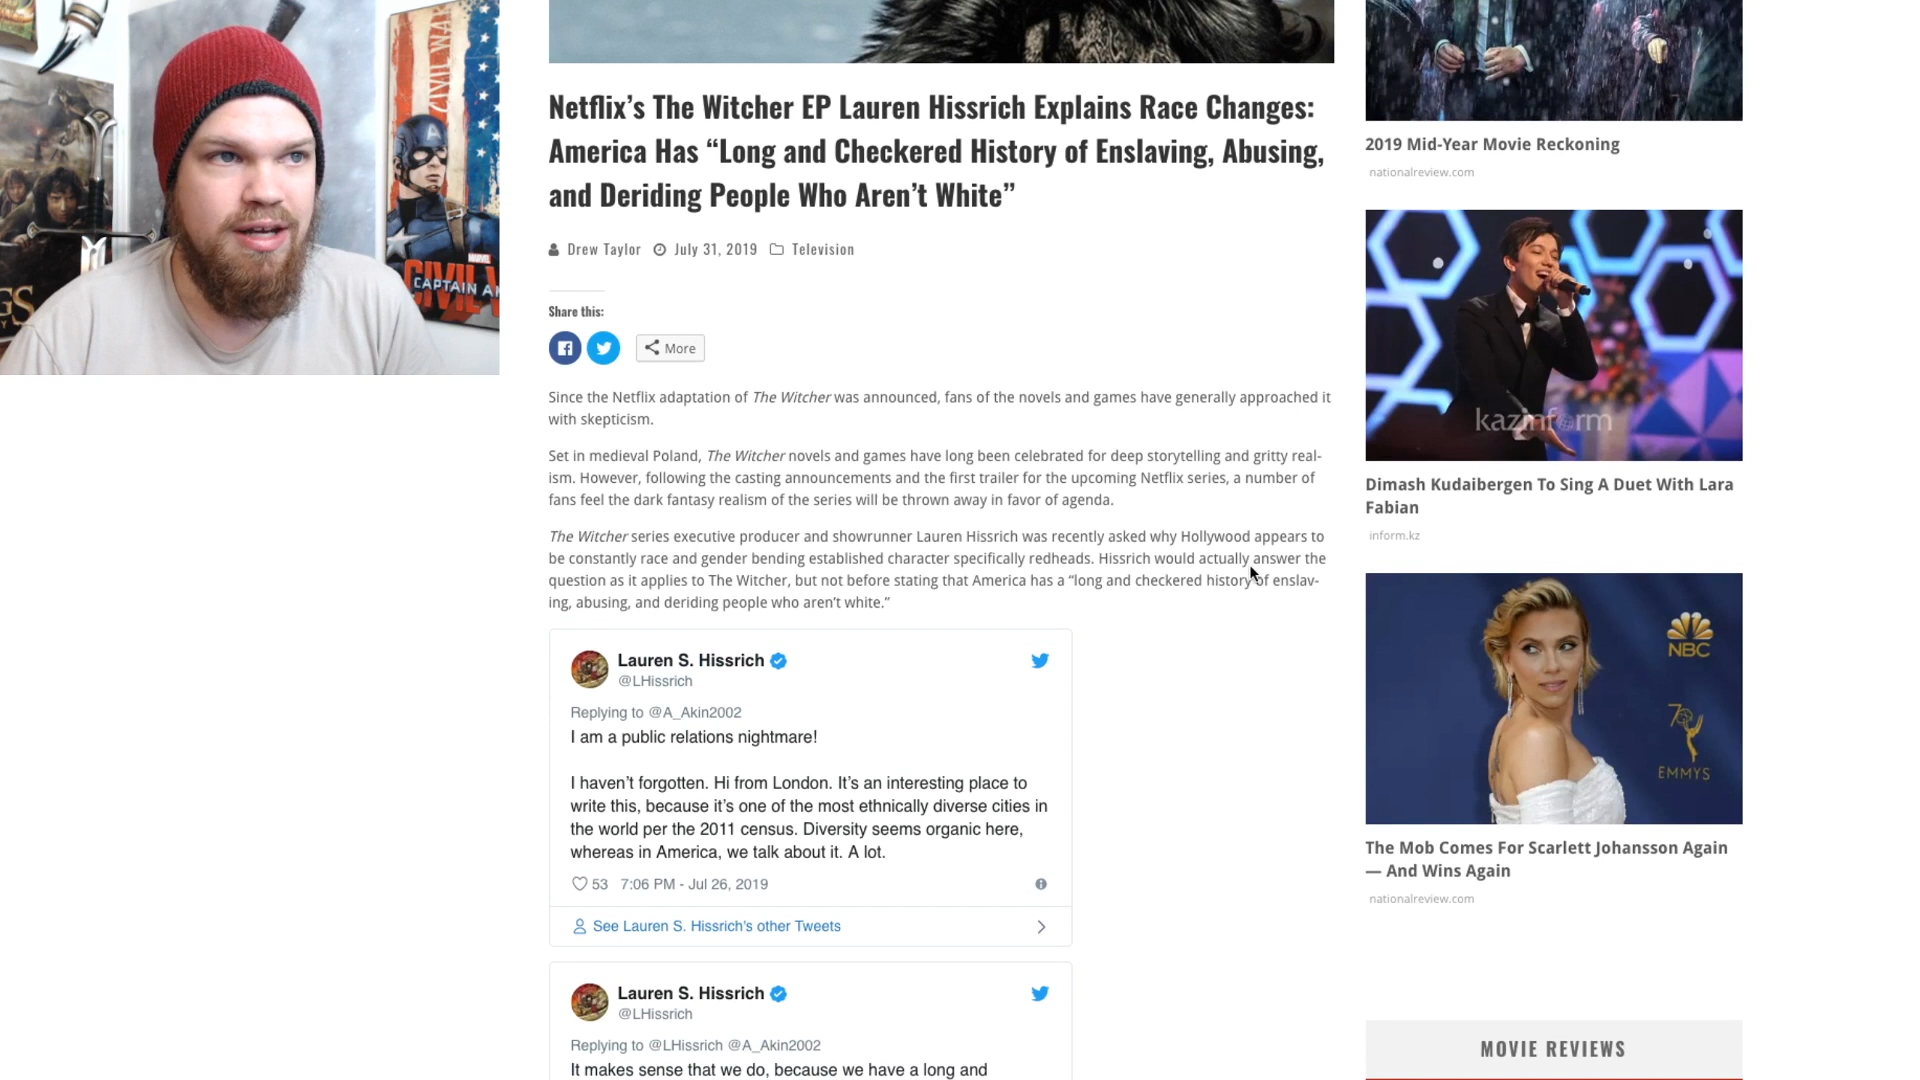 Netflix’s The Witcher EP Lauren Hissrich Explains Race Changes:
America Has “Long and Checkered History of Enslaving, Abusing,
and Deriding People Who Aren’t White”
Drew Taylor July 31, 2019 Television
Share this:
More
Since the Netflix adaptation of The Witcher was announced, fans of the novels and games have generally approached it
with skepticism.
Set in medieval Poland, The Witcher novels and games have long been celebrated for deep storytelling and gritty real-
ism. However, following the casting announcements and the first trailer for the upcoming Netflix series, a number of
fans feel the dark fantasy realism of the series will be thrown away in favor of agenda.
The Witcher series executive producer and showrunner Lauren Hissrich was recently asked why Hollywood appears to
be constantly race and gender bending established character specifically redheads. Hissrich would actually answer the
question as it applies to The Witcher, but not before stating that America has a “long and checkered history of enslav-
ing, abusing, and deriding people who aren’t white.”
Lauren S. Hissrich
@LHissrich
Replying to @A_Akin2002
I am a public relations nightmare!
I haven’t forgotten. Hi from London. It’s an interesting place to
write this, because it’s one of the most ethnically diverse cities in
the world per the 2011 census. Diversity seems organic here,
whereas in America, we talk about it. A lot.
53 7:06 PM - Jul 26, 2019
See Lauren S. Hissrich's other Tweets
Lauren S. Hissrich
@LHissrich
Replying to @LHissrich @A_Akin2002
It makes sense that we do, because we have a long and
2019 Mid-Year Movie Reckoning
nationalreview.com
kazinform
Dimash Kudaibergen To Sing A Duet With Lara
Fabian
inform.kz
NBC
70
EMMYS
The Mob Comes For Scarlett Johansson Again
— And Wins Again
nationalreview.com
MOVIE REVIEWS
CIVIL WA
MARVEL
CAPTAIN A
CIVIL
GS